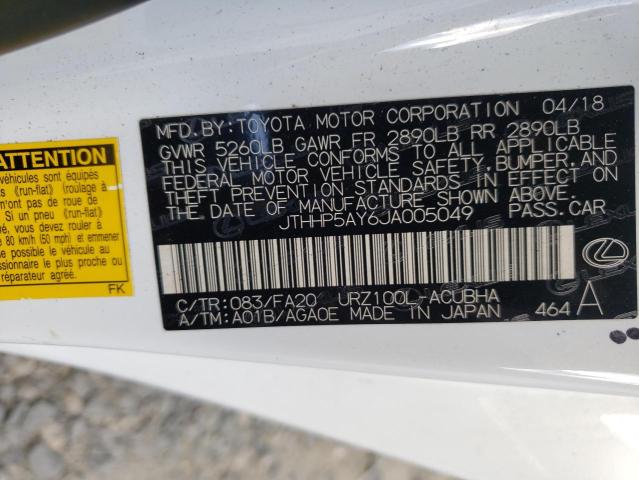 ATTENTION
véhicules sont équipés
(run-flat) (roulage à
nt pas de roue de
Si un pneu
vous devez rouler
80 km/h (50 mph) et emmener
possible le véhicule au
ssionnaire le plus proche ou
réparateur agréé.
FK
MFD.BY:TOYOTA MOTOR CORPORATION 04/18
GVWR 5260LB GAWR FR 2890LB RR 2890LB
THIS VEHICLE CONFORMS TO ALL APPLICABLE
FEDERAL MOTOR VEHICLE SAFETY,BUMPER,AND
THEFT PREVENTION STANDARDS IN EFFECT ON
THE DATE OF MANUFACTURE SHOWN ABOVE.
JTHHP5AY6JA005049 PASS.CAR
C/TR:083/FA20 URZ100L-ACUBHA
A/TM:A01B/AGA0E MADE IN JAPAN 464 A